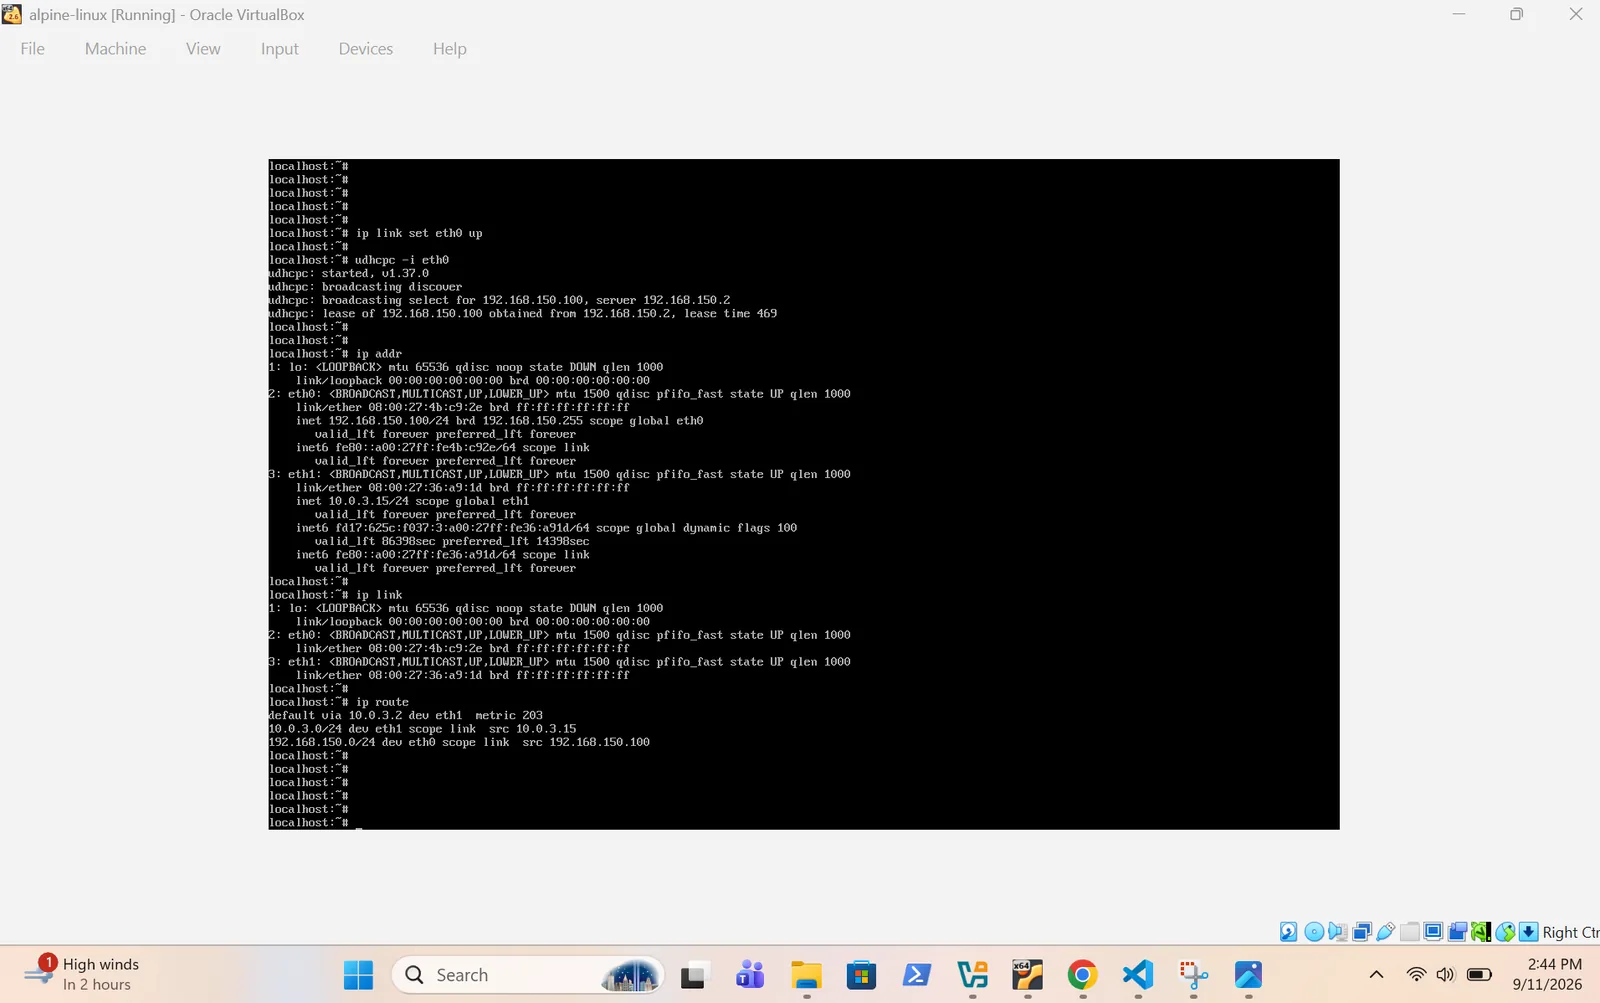 alpine-linux [Running] - Oracle VirtualBox
File Machine View Input Devices Help
localhost:~#
localhost:~#
localhost:~#
localhost:~#
localhost:~#
localhost:~# ip link set eth0 up
localhost:~#
localhost:~# udhcpc -i eth0
udhcpc: started, v1.37.0
udhcpc: broadcasting discover
udhcpc: broadcasting select for 192.168.150.100, server 192.168.150.2
udhcpc: lease of 192.168.150.100 obtained from 192.168.150.2, lease time 469
localhost:~#
localhost:~#
localhost:~# ip addr
1: lo: <LOOPBACK> mtu 65536 qdisc noop state DOWN qlen 1000
    link/loopback 00:00:00:00:00:00 brd 00:00:00:00:00:00
2: eth0: <BROADCAST,MULTICAST,UP,LOWER_UP> mtu 1500 qdisc pfifo_fast state UP qlen 1000
    link/ether 08:00:27:4b:c9:2e brd ff:ff:ff:ff:ff:ff
    inet 192.168.150.100/24 brd 192.168.150.255 scope global eth0
       valid_lft forever preferred_lft forever
    inet6 fe80::a00:27ff:fe4b:c92e/64 scope link
       valid_lft forever preferred_lft forever
3: eth1: <BROADCAST,MULTICAST,UP,LOWER_UP> mtu 1500 qdisc pfifo_fast state UP qlen 1000
    link/ether 08:00:27:36:a9:1d brd ff:ff:ff:ff:ff:ff
    inet 10.0.3.15/24 scope global eth1
       valid_lft forever preferred_lft forever
    inet6 fd17:625c:f037:3:a00:27ff:fe36:a91d/64 scope global dynamic flags 100
       valid_lft 86398sec preferred_lft 14398sec
    inet6 fe80::a00:27ff:fe36:a91d/64 scope link
       valid_lft forever preferred_lft forever
localhost:~#
localhost:~# ip link
1: lo: <LOOPBACK> mtu 65536 qdisc noop state DOWN qlen 1000
    link/loopback 00:00:00:00:00:00 brd 00:00:00:00:00:00
2: eth0: <BROADCAST,MULTICAST,UP,LOWER_UP> mtu 1500 qdisc pfifo_fast state UP qlen 1000
    link/ether 08:00:27:4b:c9:2e brd ff:ff:ff:ff:ff:ff
3: eth1: <BROADCAST,MULTICAST,UP,LOWER_UP> mtu 1500 qdisc pfifo_fast state UP qlen 1000
    link/ether 08:00:27:36:a9:1d brd ff:ff:ff:ff:ff:ff
localhost:~#
localhost:~# ip route
default via 10.0.3.2 dev eth1  metric 203
10.0.3.0/24 dev eth1 scope link  src 10.0.3.15
192.168.150.0/24 dev eth0 scope link  src 192.168.150.100
localhost:~#
localhost:~#
localhost:~#
localhost:~#
localhost:~#
localhost:~# _
Right Ctr
1 High winds
In 2 hours
Search
x64
2:44 PM
9/11/2026